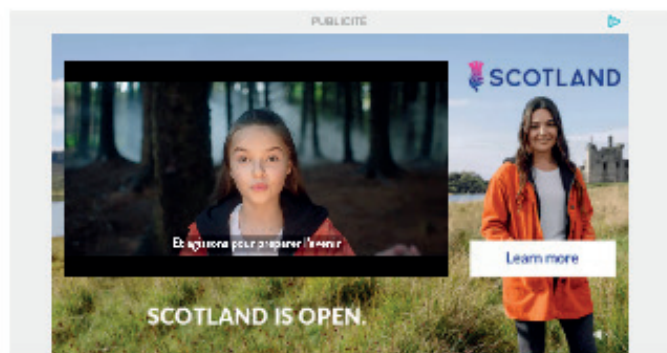 PUBLICITÉ
SCOTLAND
Et agissons pour préparer l'avenir
Learn more
SCOTLAND IS OPEN.